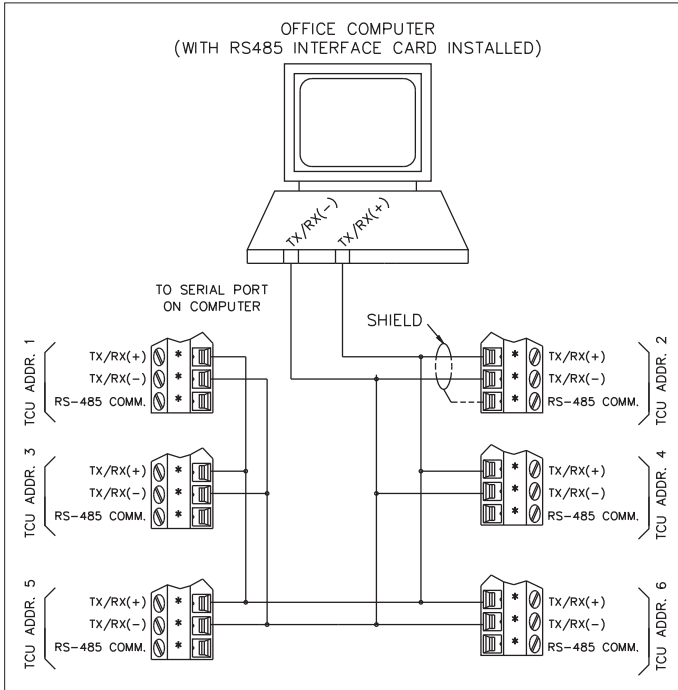 OFFICE COMPUTER
(WITH RS485 INTERFACE CARD INSTALLED)
TX/RX(-)
TX/RX(+)
TO SERIAL PORT
ON COMPUTER
SHIELD
TCU ADDR. 1
TX/RX(+) *
TX/RX(-) *
RS-485 COMM. *
TCU ADDR. 2
* TX/RX(+)
* TX/RX(-)
* RS-485 COMM.
TCU ADDR. 3
TX/RX(+) *
TX/RX(-) *
RS-485 COMM. *
TCU ADDR. 4
* TX/RX(+)
* TX/RX(-)
* RS-485 COMM.
TCU ADDR. 5
TX/RX(+) *
TX/RX(-) *
RS-485 COMM. *
TCU ADDR. 6
* TX/RX(+)
* TX/RX(-)
* RS-485 COMM.